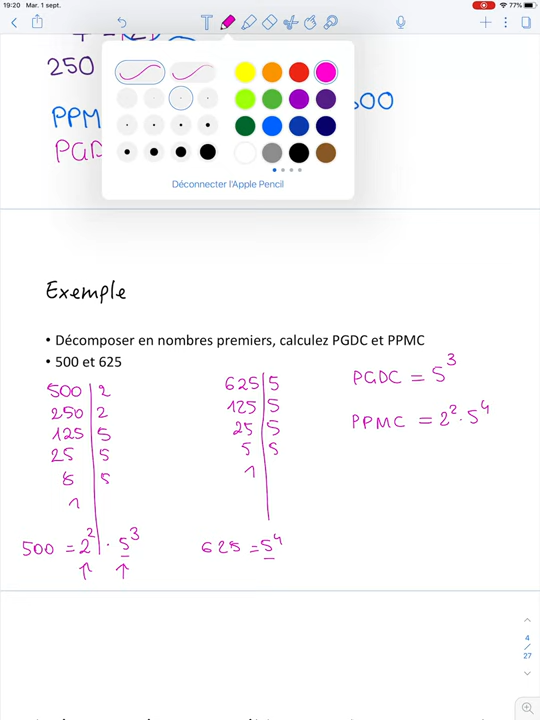 19:20 Mar. 1 sept.
77%
250
500
PPM
PGD
Déconnecter l'Apple Pencil
Exemple
• Décomposer en nombres premiers, calculez PGDC et PPMC
• 500 et 625
500 | 2
250 | 2
125 | 5
25 | 5
5 | 5
1
500 = 2² · 5³
625 | 5
125 | 5
25 | 5
5 | 5
1
625 = 5⁴
PGDC = 5³
PPMC = 2² · 5⁴
4
/
27